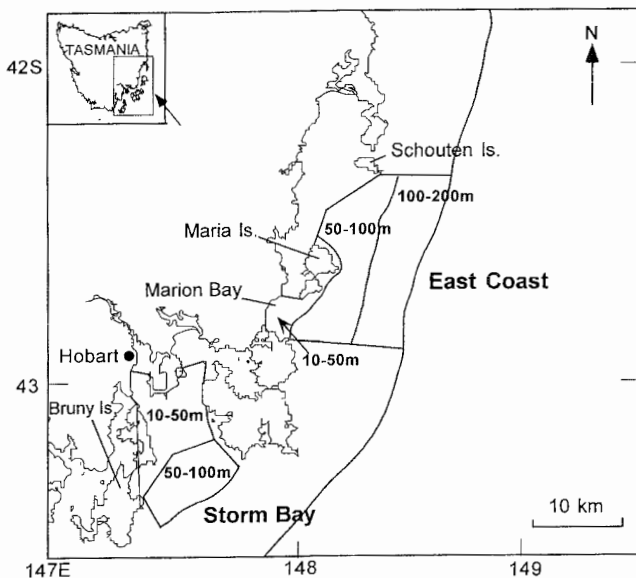 42S
TASMANIA
N
Schouten Is.
100-200m
50-100m
Maria Is.
East Coast
Marion Bay
Hobart
10-50m
43
10-50m
Bruny Is.
50-100m
Storm Bay
10 km
147E
148
149